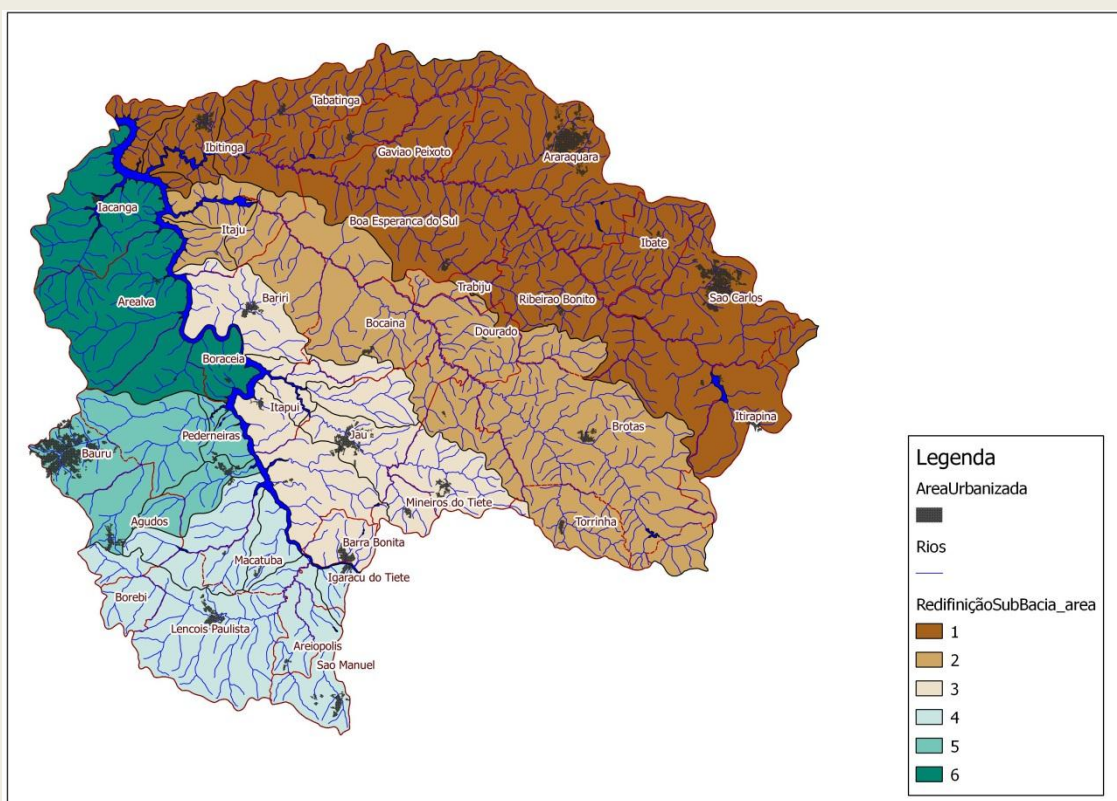 Tabatinga
Ibitinga
Gaviao Peixoto
Araraquara
Iacanga
Itaju
Boa Esperanca do Sul
Ibate
Sao Carlos
Arealva
Bariri
Trabiju
Ribeirao Bonito
Bocaina
Dourado
Boraceia
Itapui
Itirapina
Pederneiras
Jau
Brotas
Bauru
Mineiros do Tiete
Agudos
Torrinha
Barra Bonita
Macatuba
Igaracu do Tiete
Borebi
Lencois Paulista
Areiopolis
Sao Manuel
Legenda
AreaUrbanizada
Rios
RedifiniçãoSubBacia_area
1
2
3
4
5
6